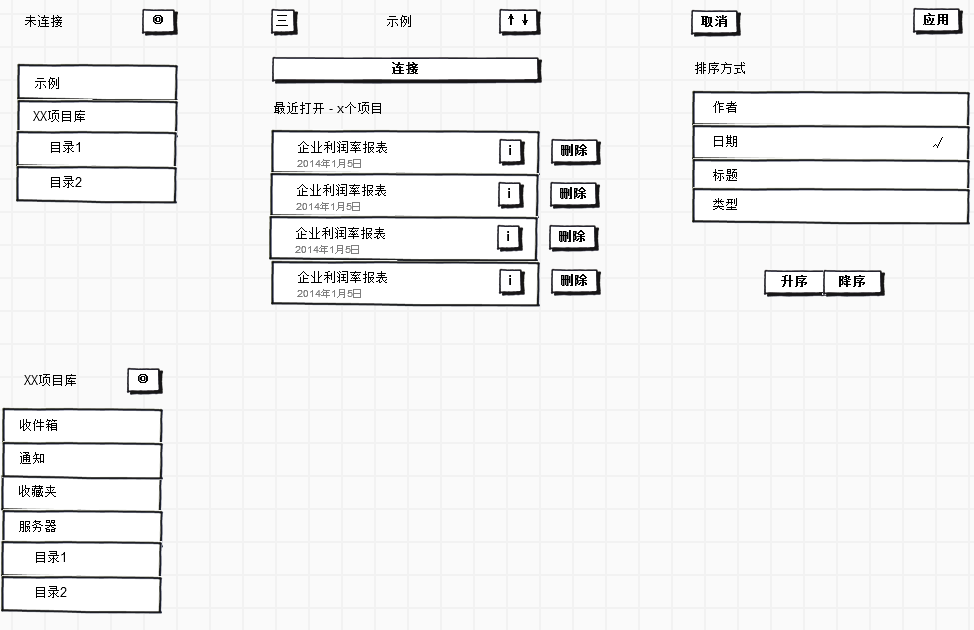 未连接
@
示例
XX项目库
目录1
目录2
三
示例
↑↓
连接
最近打开 - x个项目
企业利润率报表
2014年1月5日
i
删除
企业利润率报表
2014年1月5日
i
删除
企业利润率报表
2014年1月5日
i
删除
企业利润率报表
2014年1月5日
i
删除
取消
应用
排序方式
作者
日期 √
标题
类型
升序 降序
XX项目库
@
收件箱
通知
收藏夹
服务器
目录1
目录2